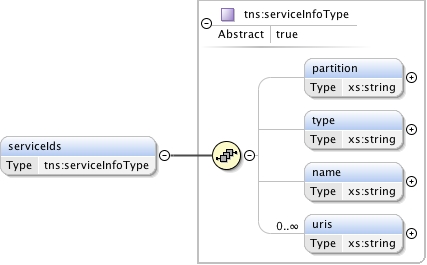 tns:serviceInfoType
Abstract true
partition
Type xs:string
type
Type xs:string
serviceIds
Type tns:serviceInfoType
name
Type xs:string
0..∞
uris
Type xs:string